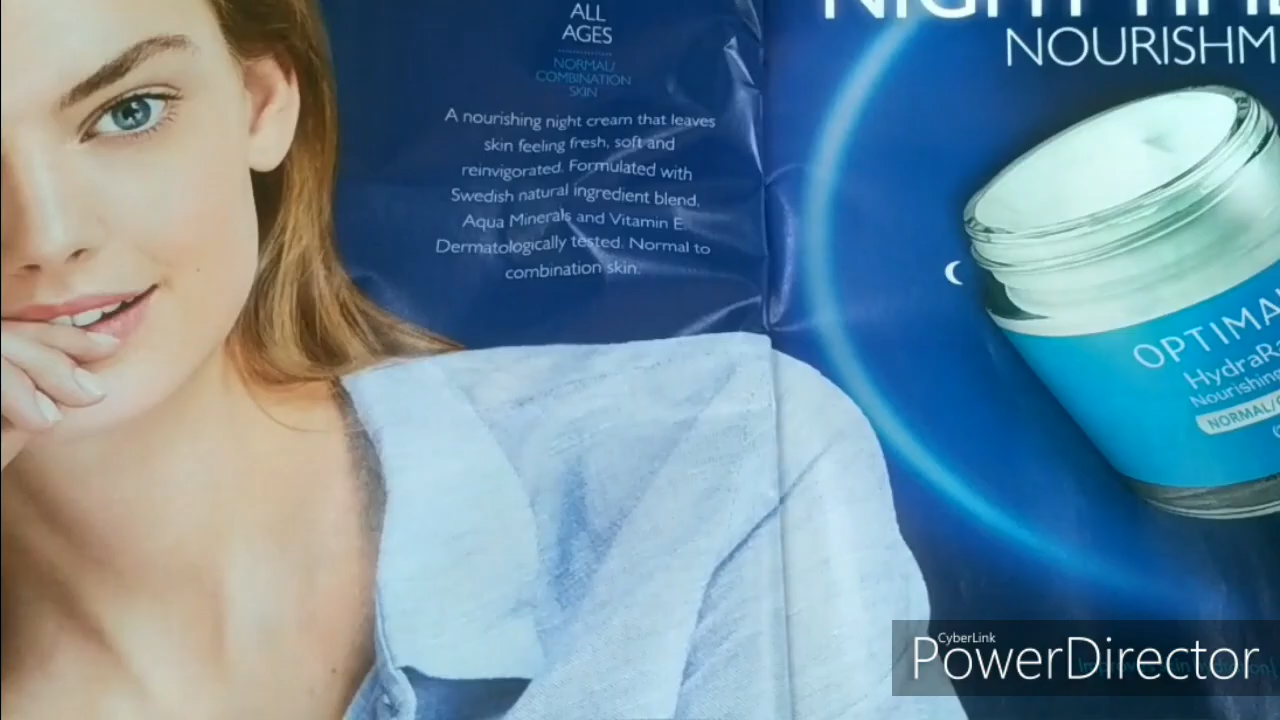 ALL
AGES
NORMAL/
COMBINATION
SKIN
A nourishing night cream that leaves
skin feeling fresh, soft and
reinvigorated. Formulated with
Swedish natural ingredient blend,
Aqua Minerals and Vitamin E.
Dermatologically tested. Normal to
combination skin.
NIGHT TIME
NOURISHM
OPTIMA
HydraRa
Nourishing
NORMAL/
CyberLink
PowerDirector